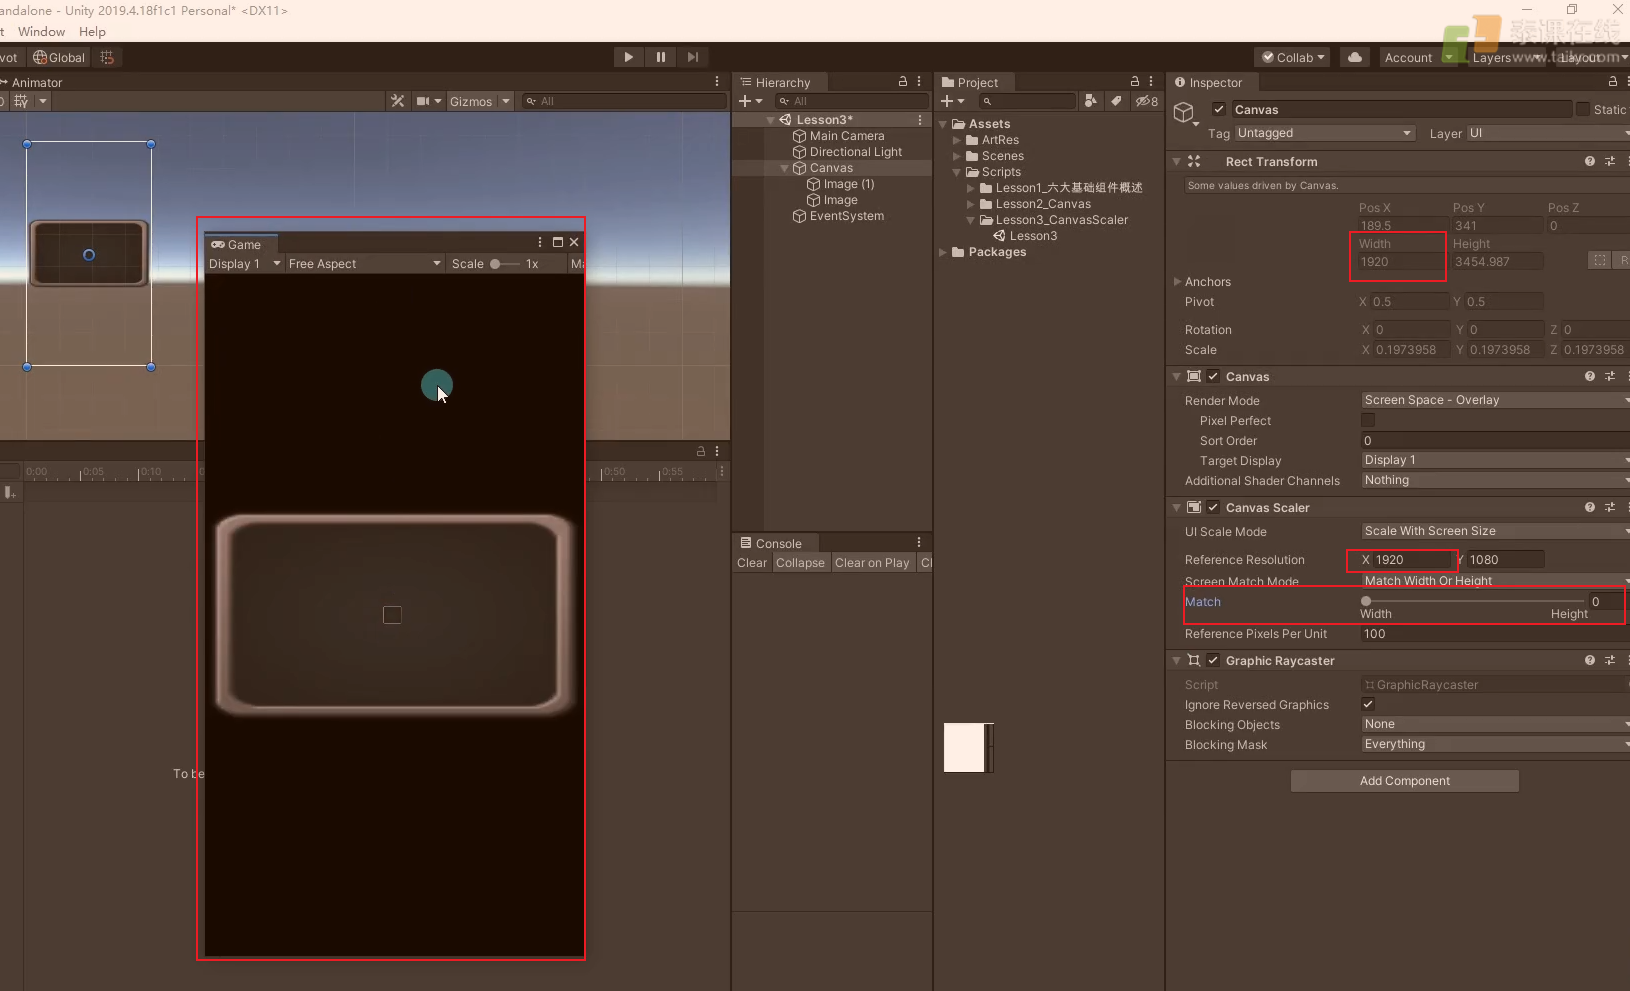 andalone - Unity 2019.4.18f1c1 Personal* <DX11>
t Window Help
泰课在线
www.taikr.com
vot Global
Collab Account Layers Layout
Animator
Gizmos All
Hierarchy
All
Lesson3*
Main Camera
Directional Light
Canvas
Image (1)
Image
EventSystem
Project
8
Assets
ArtRes
Scenes
Scripts
Lesson1_六大基础组件概述
Lesson2_Canvas
Lesson3_CanvasScaler
Lesson3
Packages
Inspector
Canvas Static
Tag Untagged Layer UI
Rect Transform
Some values driven by Canvas.
Pos X Pos Y Pos Z
189.5 341 0
Width Height
1920 3454.987 R
Anchors
Pivot X 0.5 Y 0.5
Rotation X 0 Y 0 Z 0
Scale X 0.1973958 Y 0.1973958 Z 0.1973958
Canvas
Render Mode Screen Space - Overlay
Pixel Perfect
Sort Order 0
Target Display Display 1
Additional Shader Channels Nothing
Canvas Scaler
UI Scale Mode Scale With Screen Size
Reference Resolution X 1920 Y 1080
Screen Match Mode Match Width Or Height
Match 0
Width Height
Reference Pixels Per Unit 100
Graphic Raycaster
Script GraphicRaycaster
Ignore Reversed Graphics
Blocking Objects None
Blocking Mask Everything
Add Component
Game
Display 1 Free Aspect Scale 1x Ma
0:00 0:05 0:10 0:50 0:55
To be
Console
Clear Collapse Clear on Play Cl